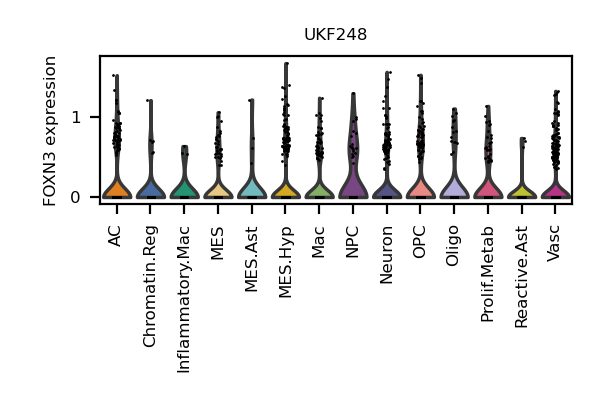 UKF248
FOXN3 expression
1
0
AC
Chromatin.Reg
Inflammatory.Mac
MES
MES.Ast
MES.Hyp
Mac
NPC
Neuron
OPC
Oligo
Prolif.Metab
Reactive.Ast
Vasc